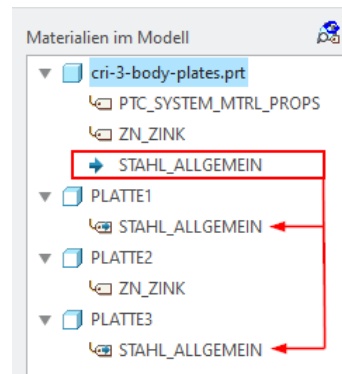 Materialien im Modell
cri-3-body-plates.prt
PTC_SYSTEM_MTRL_PROPS
ZN_ZINK
STAHL_ALLGEMEIN
PLATTE1
STAHL_ALLGEMEIN
PLATTE2
ZN_ZINK
PLATTE3
STAHL_ALLGEMEIN